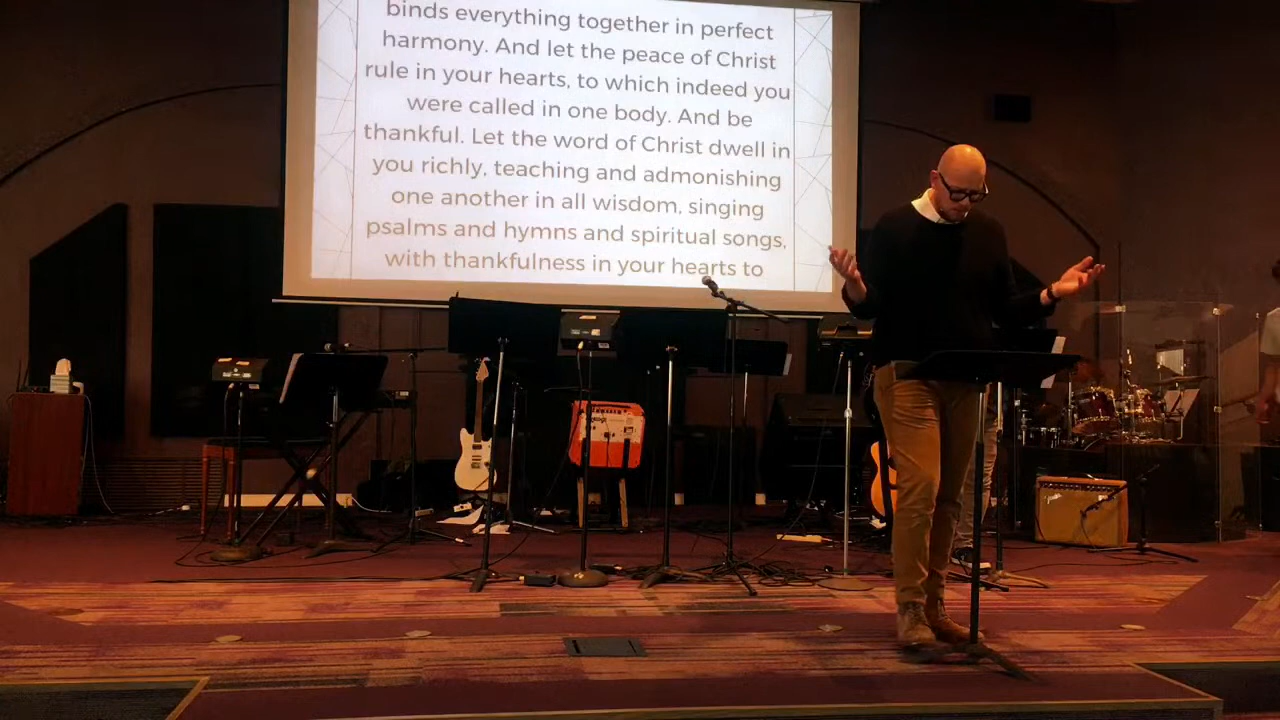 binds everything together in perfect
harmony. And let the peace of Christ
rule in your hearts, to which indeed you
were called in one body. And be
thankful. Let the word of Christ dwell in
you richly, teaching and admonishing
one another in all wisdom, singing
psalms and hymns and spiritual songs,
with thankfulness in your hearts to